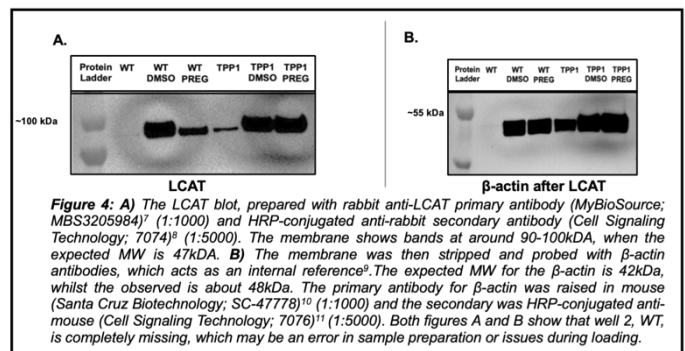 A.
B.
Protein Ladder WT WT DMSO WT PREG TPP1 TPP1 DMSO TPP1 PREG
Protein Ladder WT WT DMSO WT PREG TPP1 TPP1 DMSO TPP1 PREG
~100 kDa
~55 kDa
LCAT
β-actin after LCAT
Figure 4: A) The LCAT blot, prepared with rabbit anti-LCAT primary antibody (MyBioSource;
MBS3205984)⁷ (1:1000) and HRP-conjugated anti-rabbit secondary antibody (Cell Signaling
Technology; 7074)⁸ (1:5000). The membrane shows bands at around 90-100kDA, when the
expected MW is 47kDA. B) The membrane was then stripped and probed with β-actin
antibodies, which acts as an internal reference⁹.The expected MW for the β-actin is 42kDa,
whilst the observed is about 48kDa. The primary antibody for β-actin was raised in mouse
(Santa Cruz Biotechnology; SC-47778)¹⁰ (1:1000) and the secondary was HRP-conjugated anti-
mouse (Cell Signaling Technology; 7076)¹¹ (1:5000). Both figures A and B show that well 2, WT,
is completely missing, which may be an error in sample preparation or issues during loading.